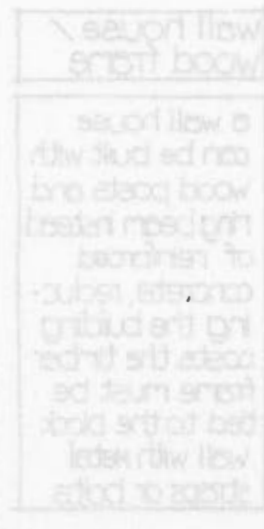 wall house /
wood frame
a wall house
can be built with
wood posts and
ring beam instead
of reinforced
concrete, reduc-
ing the building
costs. the timber
frame must be
tied to the block
wall with metal
straps or bolts